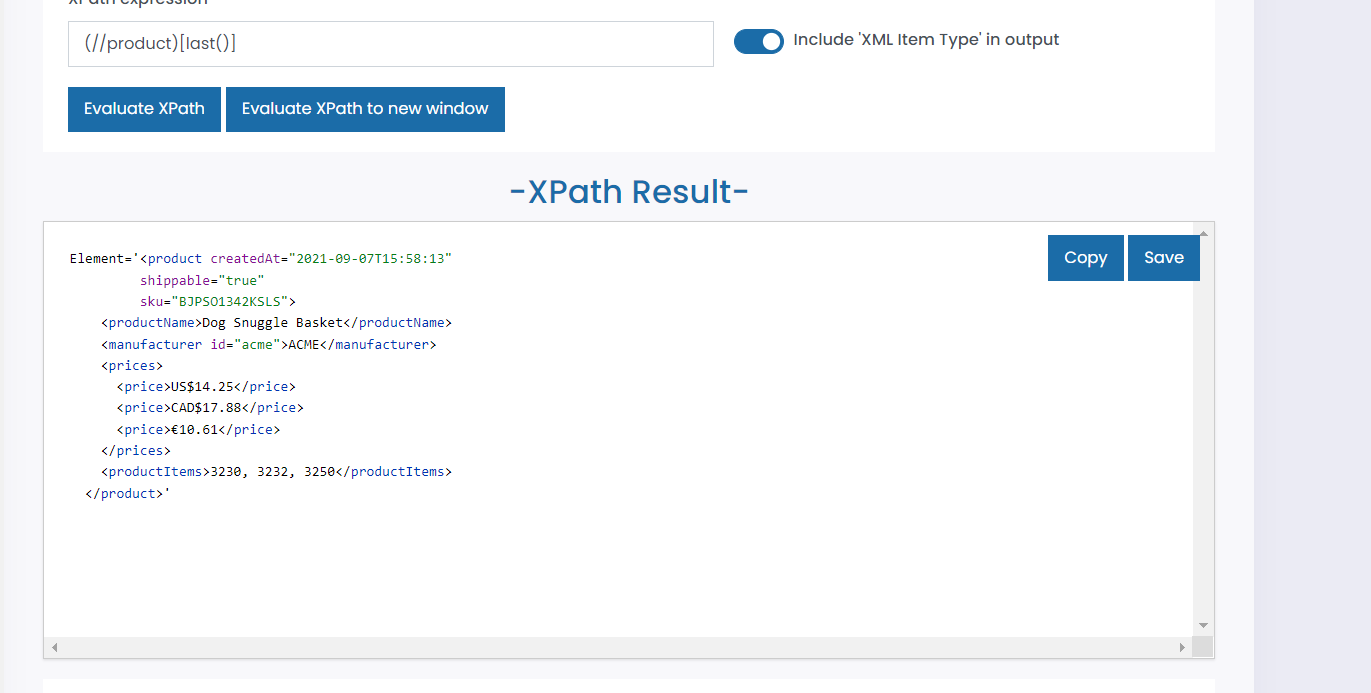 XPath expression
(//product)[last()]
Include 'XML Item Type' in output
Evaluate XPath
Evaluate XPath to new window
-XPath Result-
Copy
Save
Element='<product createdAt="2021-09-07T15:58:13"
shippable="true"
sku="BJPSO1342KSLS">
<productName>Dog Snuggle Basket</productName>
<manufacturer id="acme">ACME</manufacturer>
<prices>
<price>US$14.25</price>
<price>CAD$17.88</price>
<price>€10.61</price>
</prices>
<productItems>3230, 3232, 3250</productItems>
</product>'